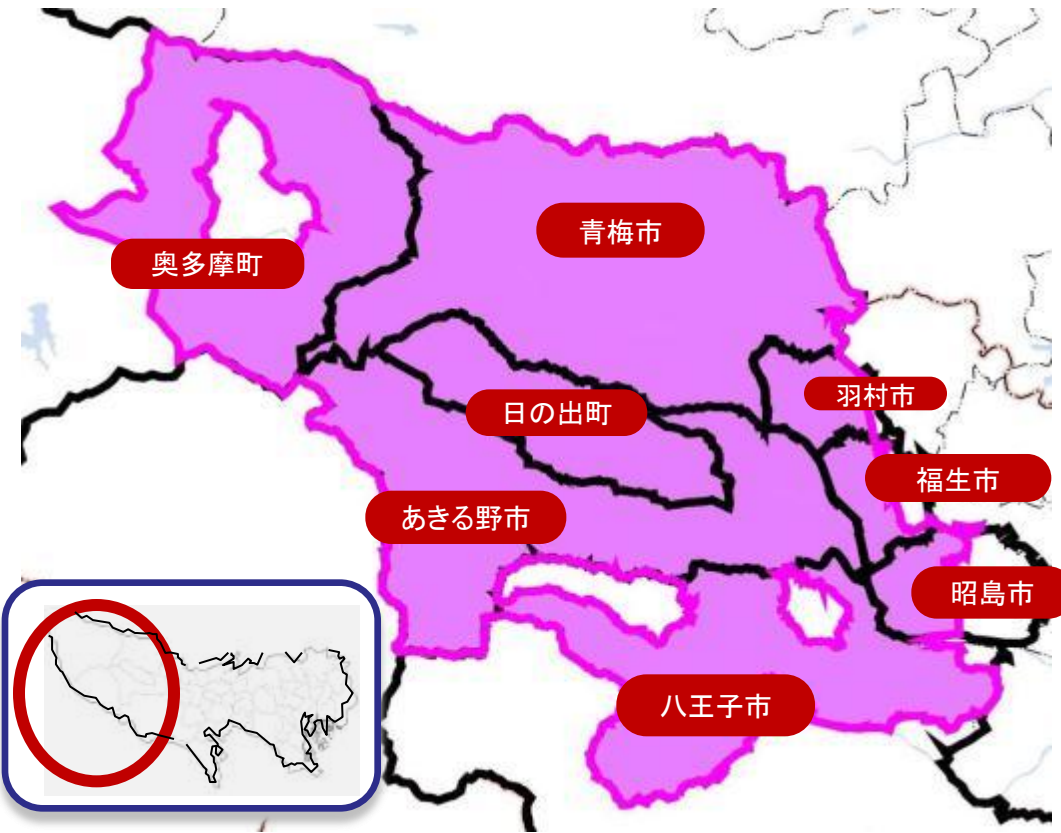 青梅市
奥多摩町
羽村市
日の出町
福生市
あきる野市
昭島市
八王子市